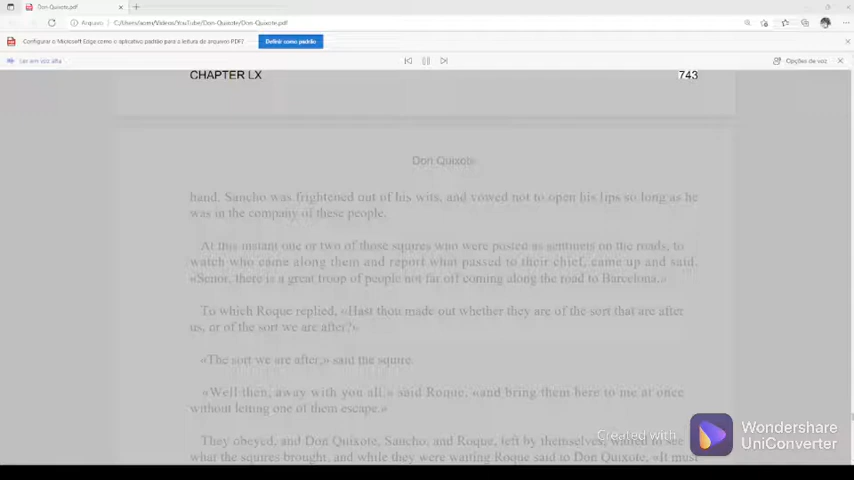 Don-Quixote.pdf
Arquivo
C:/Users/acres/Videos/YouTube/Don-Quixote/Don-Quixote.pdf
Configurar o Microsoft Edge como o aplicativo padrão para a leitura de arquivos PDF?
Definir como padrão
Ler em voz alta
Opções de voz
CHAPTER LX
743
Don Quixote
hand. Sancho was frightened out of his wits, and vowed not to open his lips so long as he
was in the company of these people.
At this instant one or two of those squires who were posted as sentinels on the roads, to
watch who came along them and report what passed to their chief, came up and said,
«Senor, there is a great troop of people not far off coming along the road to Barcelona.»
To which Roque replied, «Hast thou made out whether they are of the sort that are after
us, or of the sort we are after?»
«The sort we are after,» said the squire.
«Well then, away with you all,» said Roque, «and bring them here to me at once
without letting one of them escape.»
They obeyed, and Don Quixote, Sancho, and Roque, left by themselves, waited to see
what the squires brought, and while they were waiting Roque said to Don Quixote, «It must
Created with
Wondershare
UniConverter